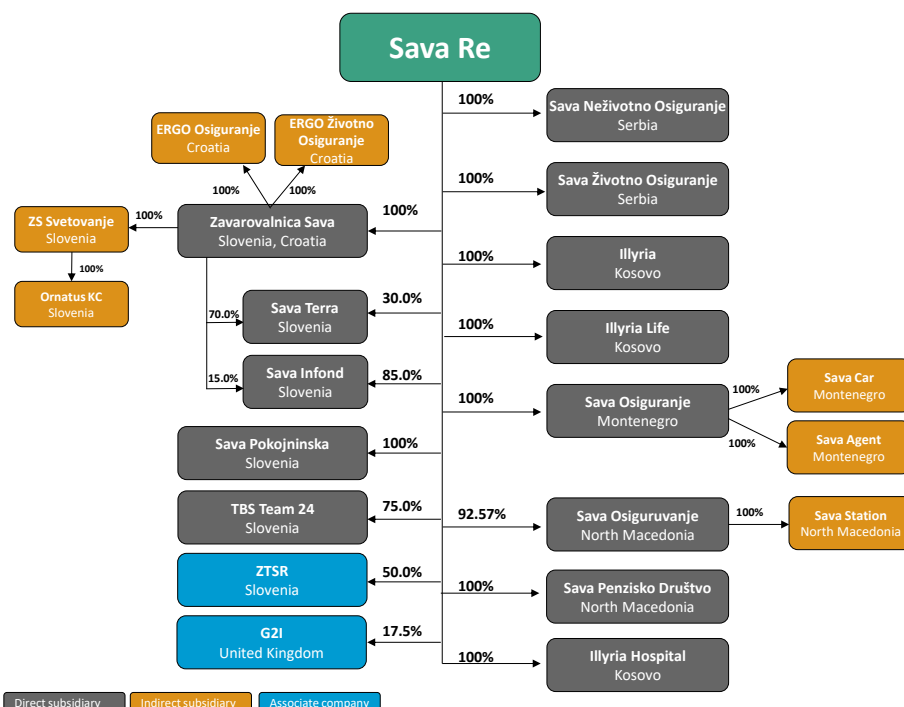 Sava Re
100%
Sava Neživotno Osiguranje
Serbia
ERGO Osiguranje
Croatia
ERGO Životno
Osiguranje
Croatia
100%
100%
100%
Sava Životno Osiguranje
Serbia
ZS Svetovanje
Slovenia
100%
Zavarovalnica Sava
Slovenia, Croatia
100%
100%
Illyria
Kosovo
100%
Ornatus KC
Slovenia
70.0%
Sava Terra
Slovenia
30.0%
100%
Illyria Life
Kosovo
15.0%
Sava Infond
Slovenia
85.0%
100%
Sava Osiguranje
Montenegro
100%
Sava Car
Montenegro
100%
Sava Agent
Montenegro
Sava Pokojninska
Slovenia
100%
TBS Team 24
Slovenia
75.0%
92.57%
Sava Osiguruvanje
North Macedonia
100%
Sava Station
North Macedonia
ZTSR
Slovenia
50.0%
100%
Sava Penzisko Društvo
North Macedonia
G2I
United Kingdom
17.5%
100%
Illyria Hospital
Kosovo
Direct subsidiary
Indirect subsidiary
Associate company